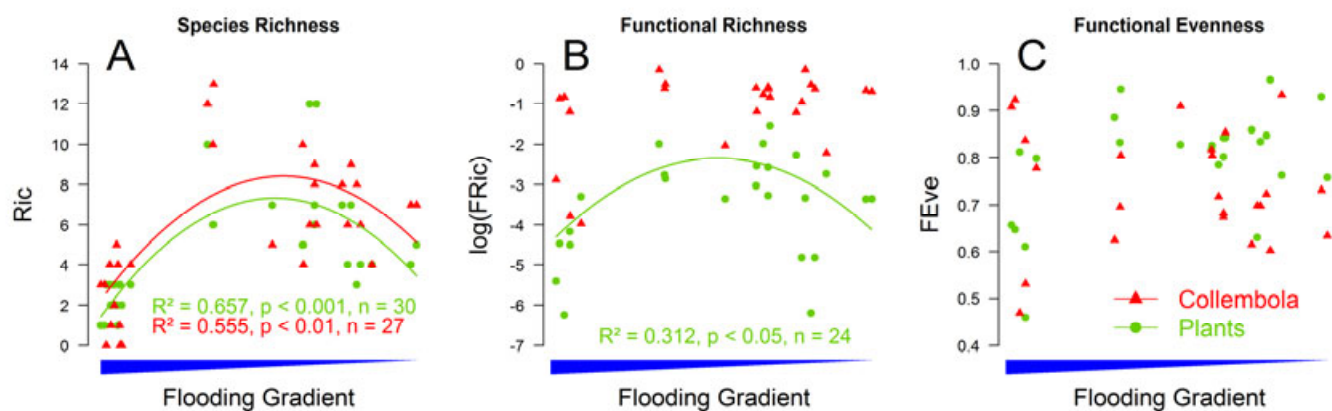 Species Richness
A
Ric
14
12
10
8
6
4
2
0
R² = 0.657, p < 0.001, n = 30
R² = 0.555, p < 0.01, n = 27
Flooding Gradient
Functional Richness
B
log(FRic)
-0
-1
-2
-3
-4
-5
-6
-7
R² = 0.312, p < 0.05, n = 24
Flooding Gradient
Functional Evenness
C
FEve
1.0
0.9
0.8
0.7
0.6
0.5
0.4
Collembola
Plants
Flooding Gradient